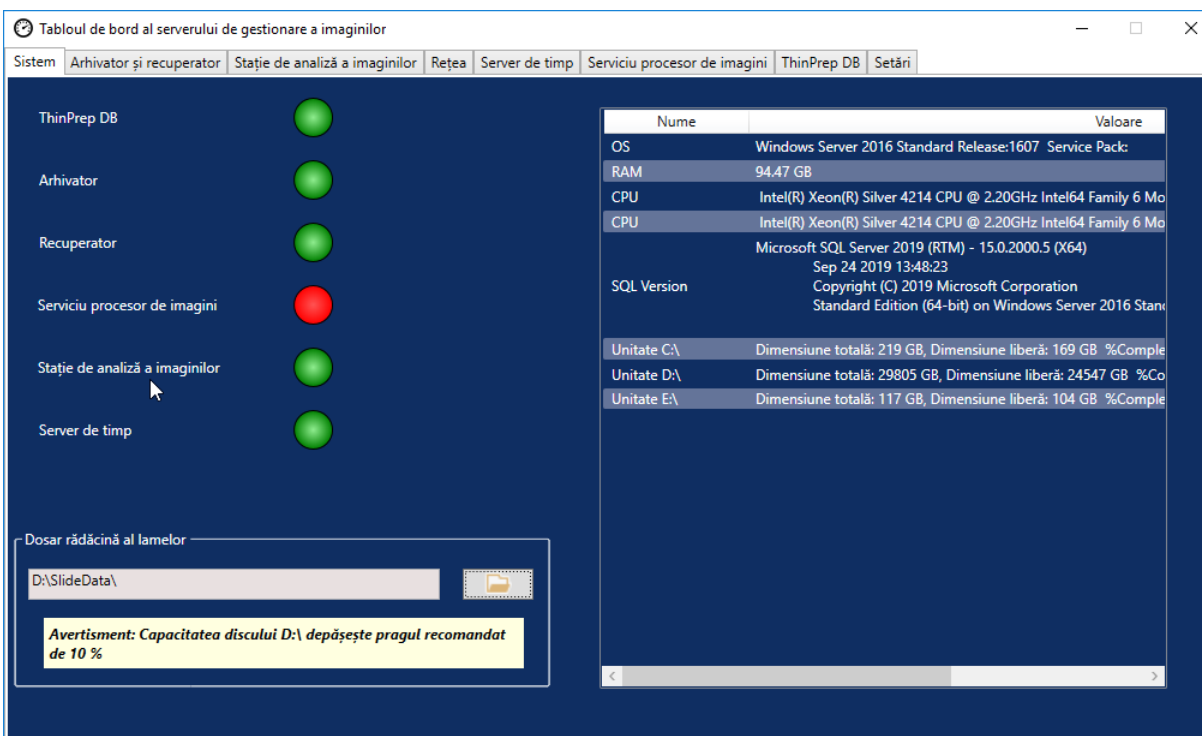 Tabloul de bord al serverului de gestionare a imaginilor
Sistem Arhivator și recuperator Stație de analiză a imaginilor Rețea Server de timp Serviciu procesor de imagini ThinPrep DB Setări
ThinPrep DB
Arhivator
Recuperator
Serviciu procesor de imagini
Stație de analiză a imaginilor
Server de timp
Dosar rădăcină al lamelor
D:\SlideData\
Avertisment: Capacitatea discului D:\ depășește pragul recomandat
de 10 %
Nume Valoare
OS Windows Server 2016 Standard Release:1607 Service Pack:
RAM 94.47 GB
CPU Intel(R) Xeon(R) Silver 4214 CPU @ 2.20GHz Intel64 Family 6 Mo
CPU Intel(R) Xeon(R) Silver 4214 CPU @ 2.20GHz Intel64 Family 6 Mo
Microsoft SQL Server 2019 (RTM) - 15.0.2000.5 (X64)
Sep 24 2019 13:48:23
SQL Version Copyright (C) 2019 Microsoft Corporation
Standard Edition (64-bit) on Windows Server 2016 Stan
Unitate C:\ Dimensiune totală: 219 GB, Dimensiune liberă: 169 GB %Comple
Unitate D:\ Dimensiune totală: 29805 GB, Dimensiune liberă: 24547 GB %Co
Unitate E:\ Dimensiune totală: 117 GB, Dimensiune liberă: 104 GB %Comple